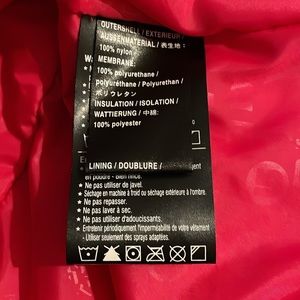 OUTERSHELL / EXTERIEUR /
AUSSENMATERIAL / 表生地 :
100% nylon
MEMBRANE:
100% polyurethane /
polyuréthane / Polyurethan /
ポリウレタン
INSULATION / ISOLATION /
WATTIERUNG / 中綿:
100% polyester
LINING / DOUBLURE /
en poudre - bien rincé.
★ Ne pas utiliser de javel.
★ Séchage en machine à froid ou séchage extérieur à l'ombre.
★ Ne pas repasser.
★ Ne pas laver à sec.
★ Ne pas utiliser d'adoucissants.
★ Entretenir périodiquement l'imperméabilité de votre vêtement
- Utiliser seulement des sprays adaptés.